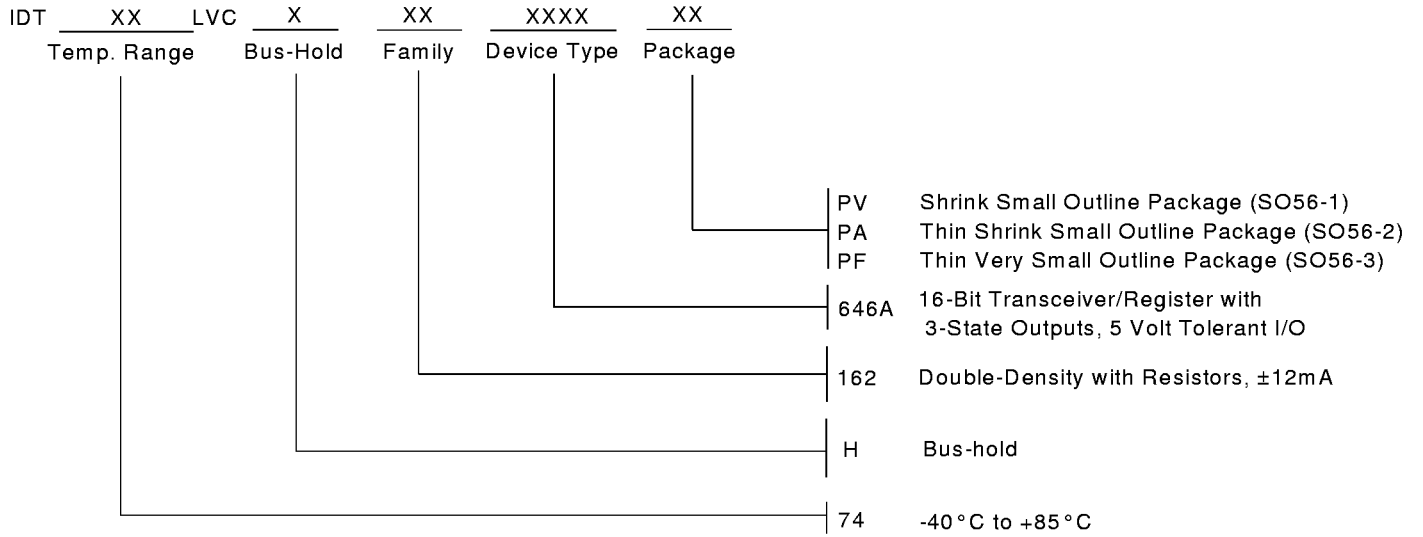 IDT XX LVC X XX XXXX XX
Temp. Range Bus-Hold Family Device Type Package
PV Shrink Small Outline Package (SO56-1)
PA Thin Shrink Small Outline Package (SO56-2)
PF Thin Very Small Outline Package (SO56-3)
646A 16-Bit Transceiver/Register with
3-State Outputs, 5 Volt Tolerant I/O
162 Double-Density with Resistors, ±12mA
H Bus-hold
74 -40°C to +85°C